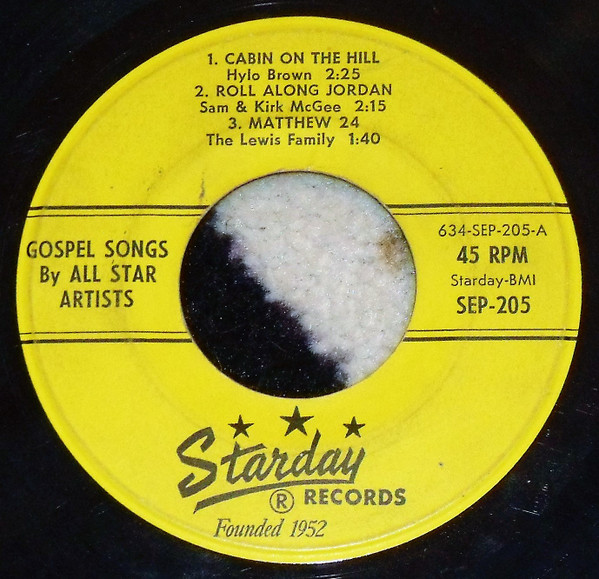 1. CABIN ON THE HILL
Hylo Brown 2:25
2. ROLL ALONG JORDAN
Sam & Kirk McGee 2:15
3. MATTHEW 24
The Lewis Family 1:40
GOSPEL SONGS
By ALL STAR
ARTISTS
634-SEP-205-A
45 RPM
Starday-BMI
SEP-205
Starday
® RECORDS
Founded 1952